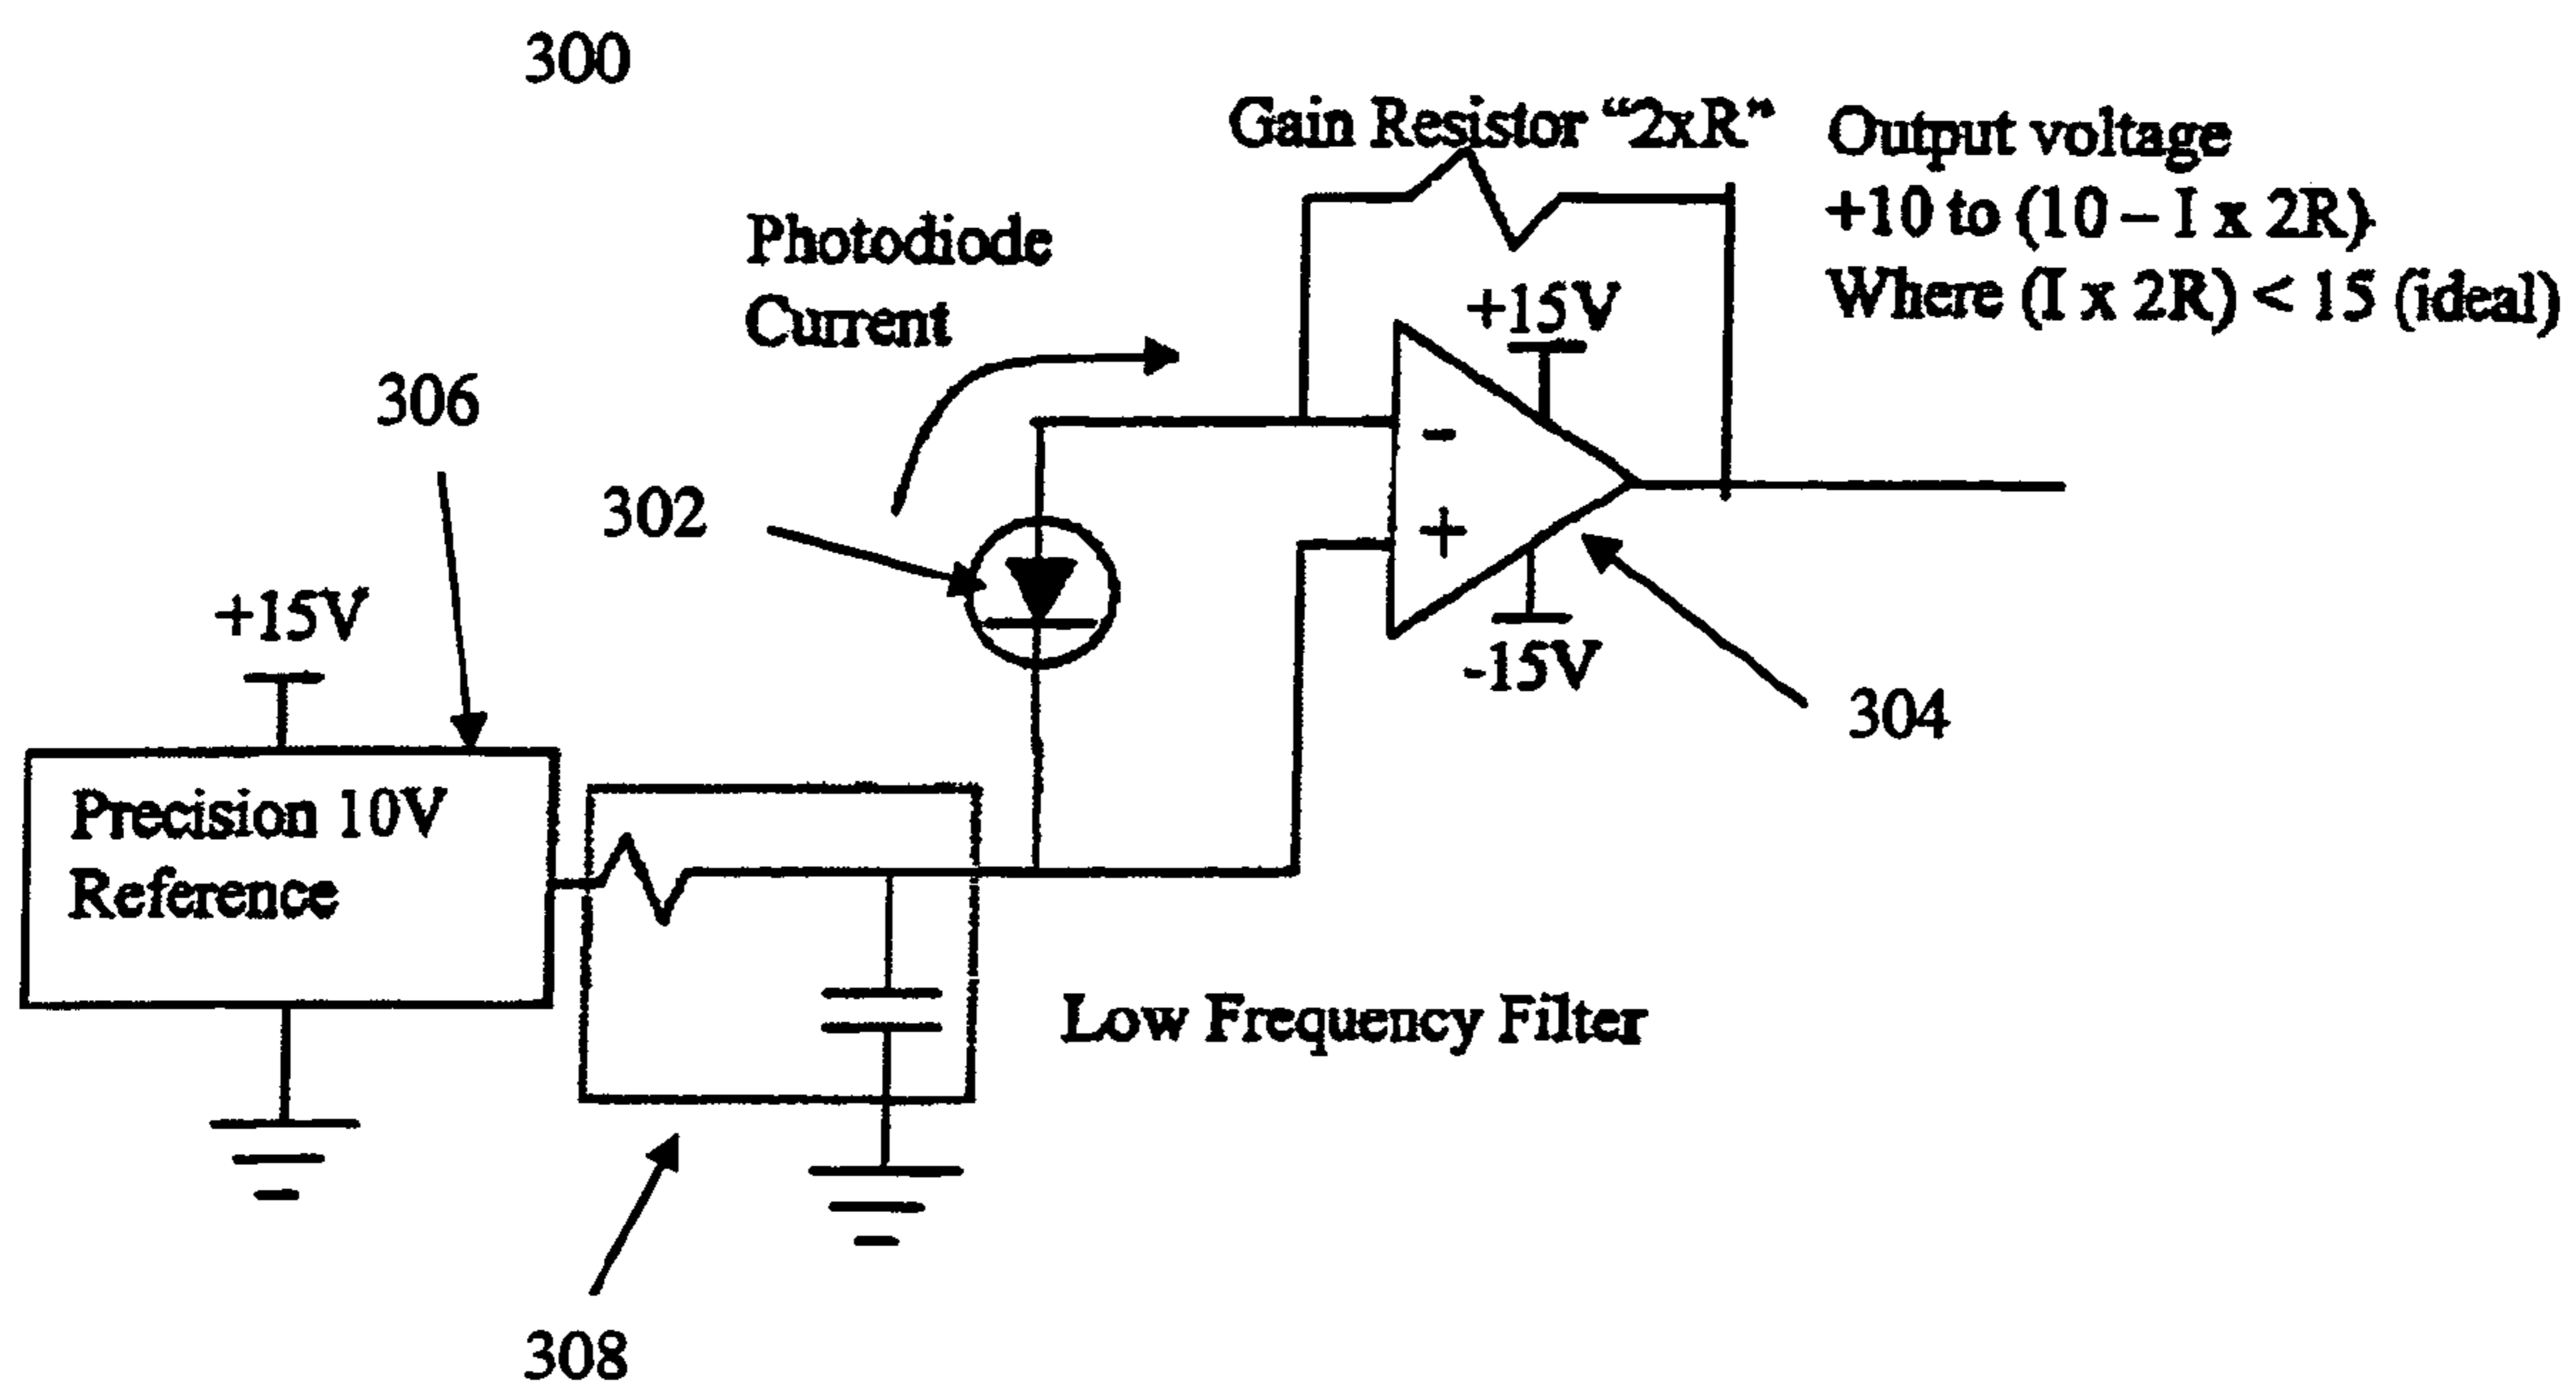 300
Gain Resistor “2xR”
Output voltage
+10 to (10 – I x 2R)
Where (I x 2R) < 15 (ideal)
Photodiode
Current
306
302
+15V
-
+
-15V
304
+15V
Precision 10V
Reference
Low Frequency Filter
308